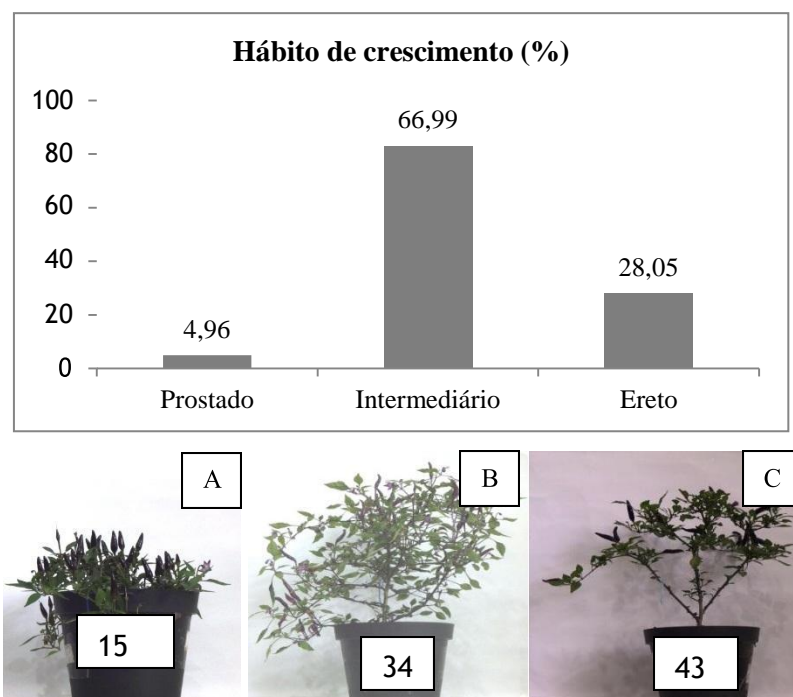 Hábito de crescimento (%)
100
80
60
40
20
0
66,99
28,05
4,96
Prostado Intermediário Ereto
A B C
15 34 43